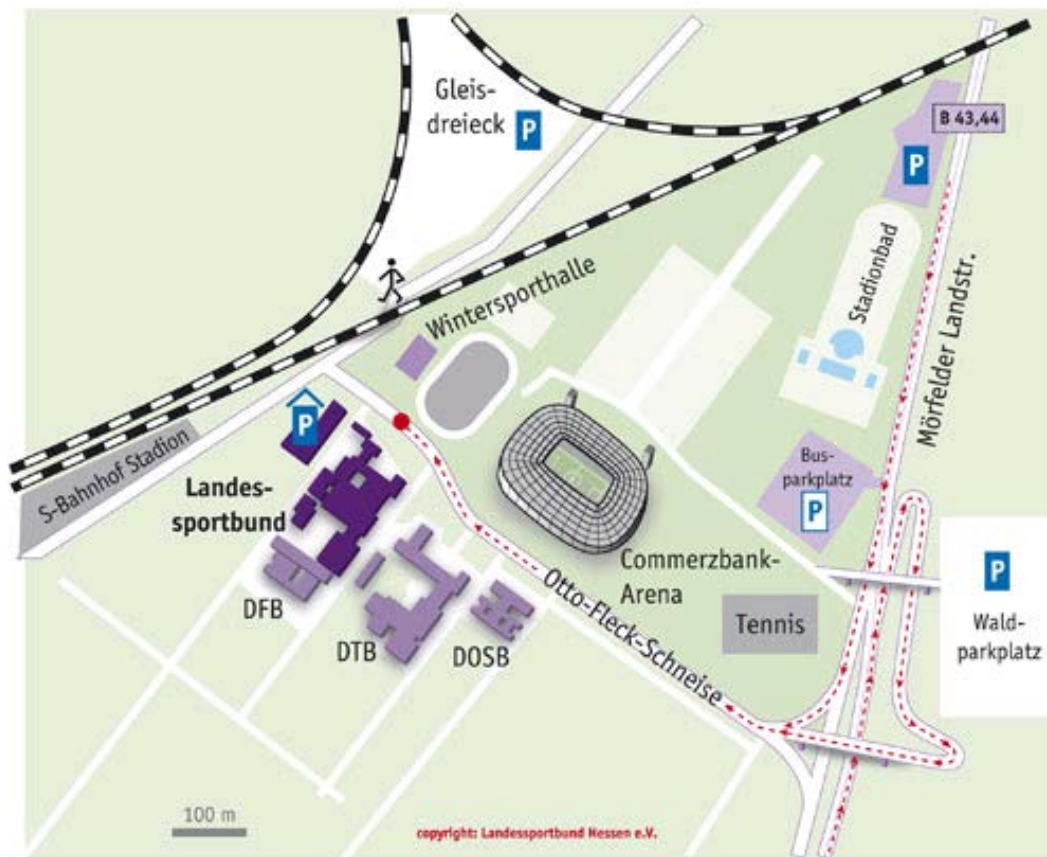 Gleis-
dreieck
P
B 43,44
P
Stadionbad
Mörfelder Landstr.
Wintersporthalle
P
S-Bahnhof Stadion
Landes-
sportbund
Bus-
parkplatz
P
Commerzbank-
Arena
P
Wald-
parkplatz
DFB
DTB
DOSB
Otto-Fleck-Schneise
Tennis
100 m
copyright: Landessportbund Hessen e.V.